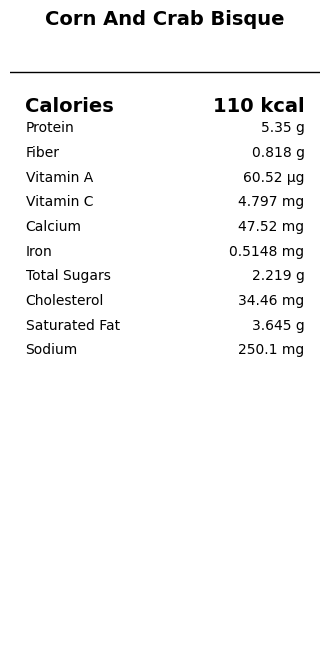 Corn And Crab Bisque
Calories 110 kcal
Protein 5.35 g
Fiber 0.818 g
Vitamin A 60.52 µg
Vitamin C 4.797 mg
Calcium 47.52 mg
Iron 0.5148 mg
Total Sugars 2.219 g
Cholesterol 34.46 mg
Saturated Fat 3.645 g
Sodium 250.1 mg